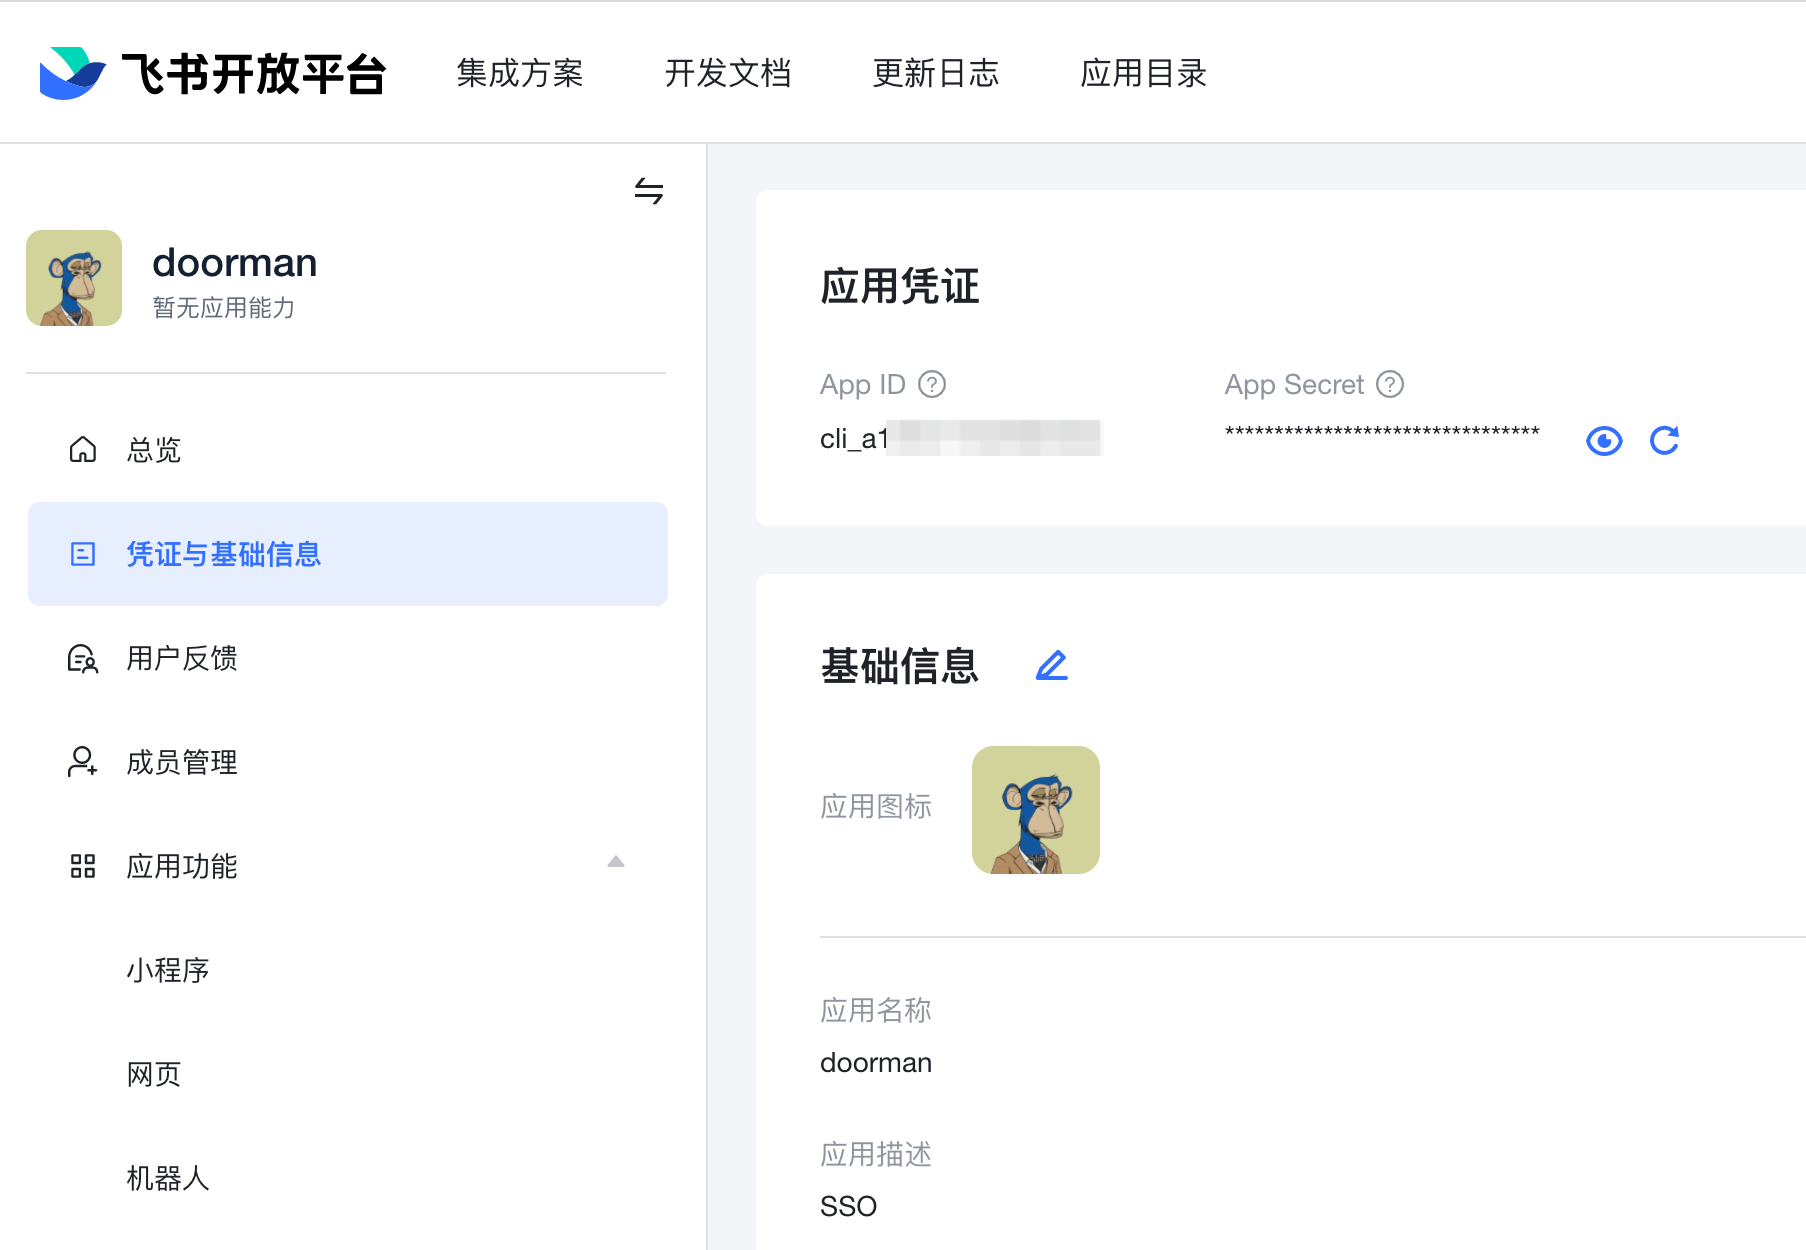 飞书开放平台 集成方案 开发文档 更新日志 应用目录
doorman
暂无应用能力
总览
凭证与基础信息
用户反馈
成员管理
应用功能
小程序
网页
机器人
应用凭证
App ID App Secret
cli_a1 ********************************
基础信息
应用图标
应用名称
doorman
应用描述
SSO